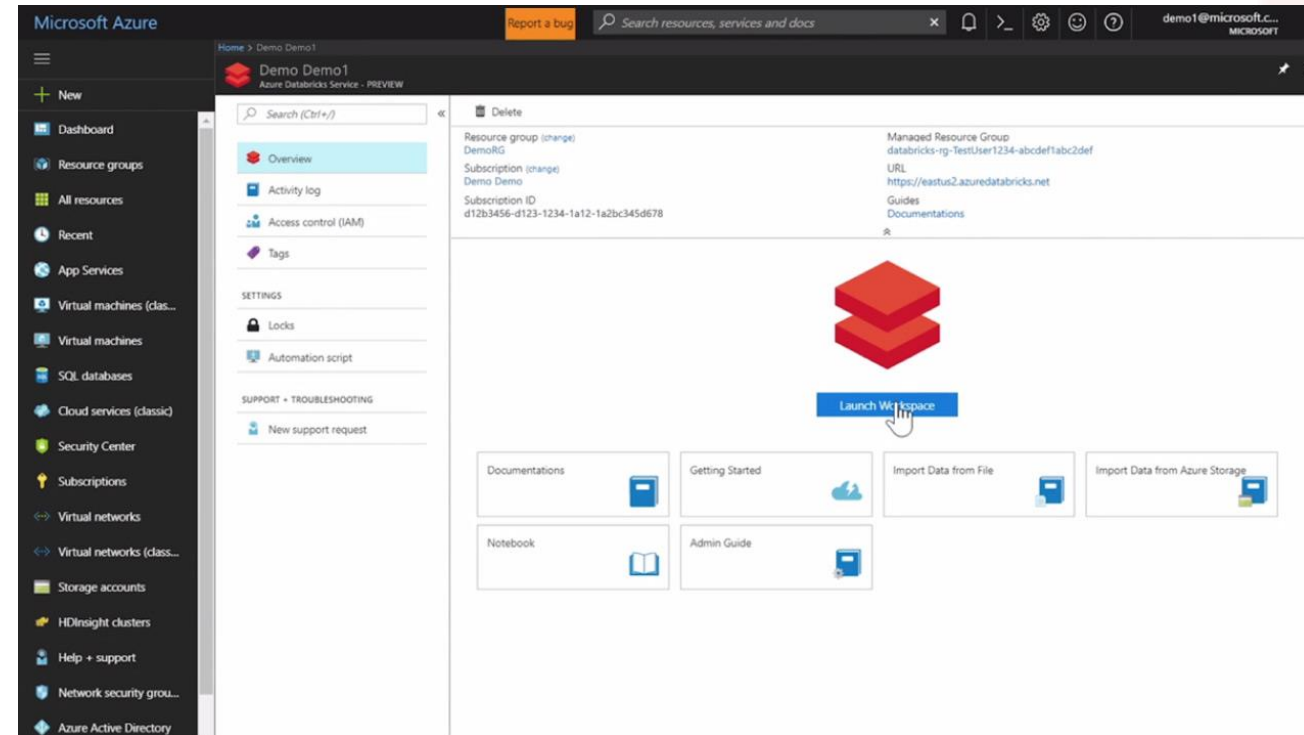 Microsoft Azure
Report a bug
Search resources, services and docs
demo1@microsoft.c...
MICROSOFT
Home > Demo Demo1
Demo Demo1
Azure Databricks Service - PREVIEW
New
Dashboard
Resource groups
All resources
Recent
App Services
Virtual machines (clas...
Virtual machines
SQL databases
Cloud services (classic)
Security Center
Subscriptions
Virtual networks
Virtual networks (class...
Storage accounts
HDInsight clusters
Help + support
Network security grou...
Azure Active Directory
Search (Ctrl+/)
Overview
Activity log
Access control (IAM)
Tags
SETTINGS
Locks
Automation script
SUPPORT + TROUBLESHOOTING
New support request
Delete
Resource group (change)
DemoRG
Subscription (change)
Demo Demo
Subscription ID
d12b3456-d123-1234-1a12-1a2bc345d678
Managed Resource Group
databricks-rg-TestUser1234-abcdef1abc2def
URL
https://eastus2.azuredatabricks.net
Guides
Documentations
Launch Workspace
Documentations
Getting Started
Import Data from File
Import Data from Azure Storage
Notebook
Admin Guide